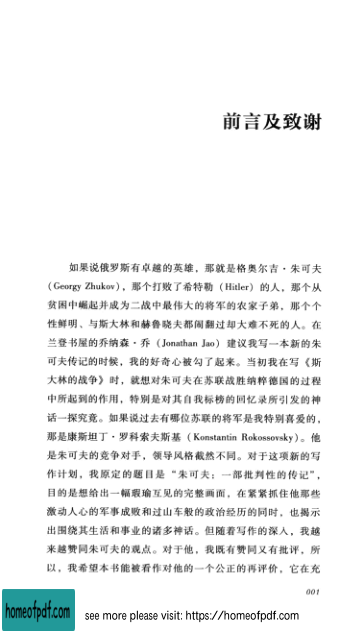 前言及致谢
如果说俄罗斯有卓越的英雄，那就是格奥尔吉·朱可夫
（Georgy Zhukov），那个打败了希特勒（Hitler）的人，那个从
贫困中崛起并成为二战中最伟大的将军的农家子弟，那个个
性鲜明、与斯大林和赫鲁晓夫都闹翻过却大难不死的人。在
兰登书屋的乔纳森·乔（Jonathan Jao）建议我写一本新的朱
可夫传记的时候，我的好奇心被勾了起来。当初我在写《斯
大林的战争》时，就想对朱可夫在苏联战胜纳粹德国的过程
中所起到的作用，特别是对其自我标榜的回忆录所引发的神
话一探究竟。如果说过去有哪位苏联的将军是我特别喜爱的，
那是康斯坦丁·罗科索夫斯基（Konstantin Rokossovsky）。他
是朱可夫的竞争对手，领导风格截然不同。对于这项新的写
作计划，我原定的题目是“朱可夫：一部批判性的传记”，
目的是想给出一幅瑕瑜互见的完整画面，在紧紧抓住他那些
激动人心的军事成败和过山车般的政治经历的同时，也揭示
出围绕其生活和事业的诸多神话。但随着写作的深入，我越
来越赞同朱可夫的观点。对于他，我既有赞同又有批评，所
以，我希望本书能被看作对他的一个公正的再评价，它在充
001
homeofpdf.com
see more please visit: https://homeofpdf.com